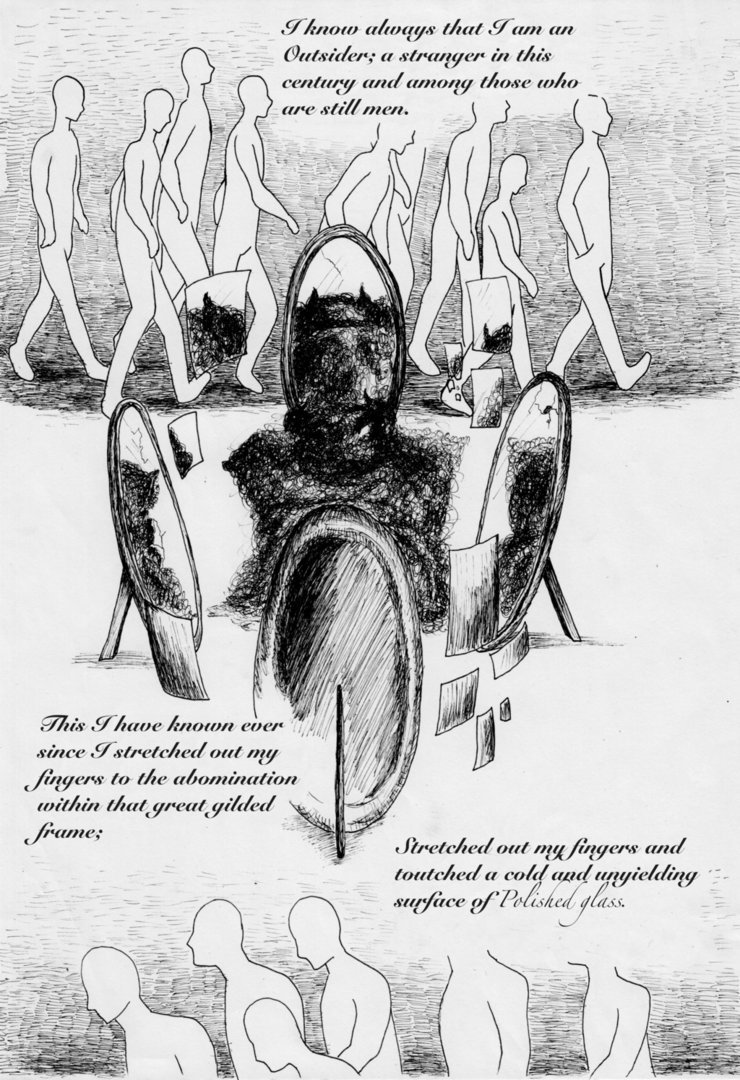 I know always that I am an
Outsider; a stranger in this
century and among those who
are still men.
This I have known ever
since I stretched out my
fingers to the abomination
within that great gilded
frame;
Stretched out my fingers and
toutched a cold and unyielding
surface of Polished glass.